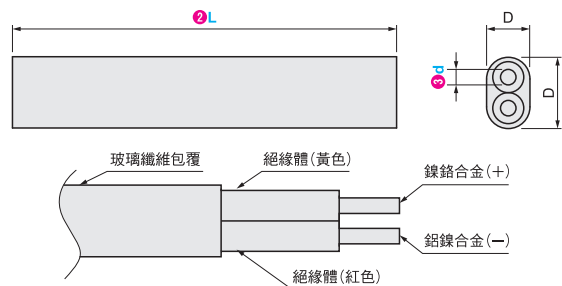 ❷L
D
❸d
D
玻璃纖維包覆
絕緣體(黃色)
鎳鉻合金(+)
鋁鎳合金(−)
絕緣體(紅色)